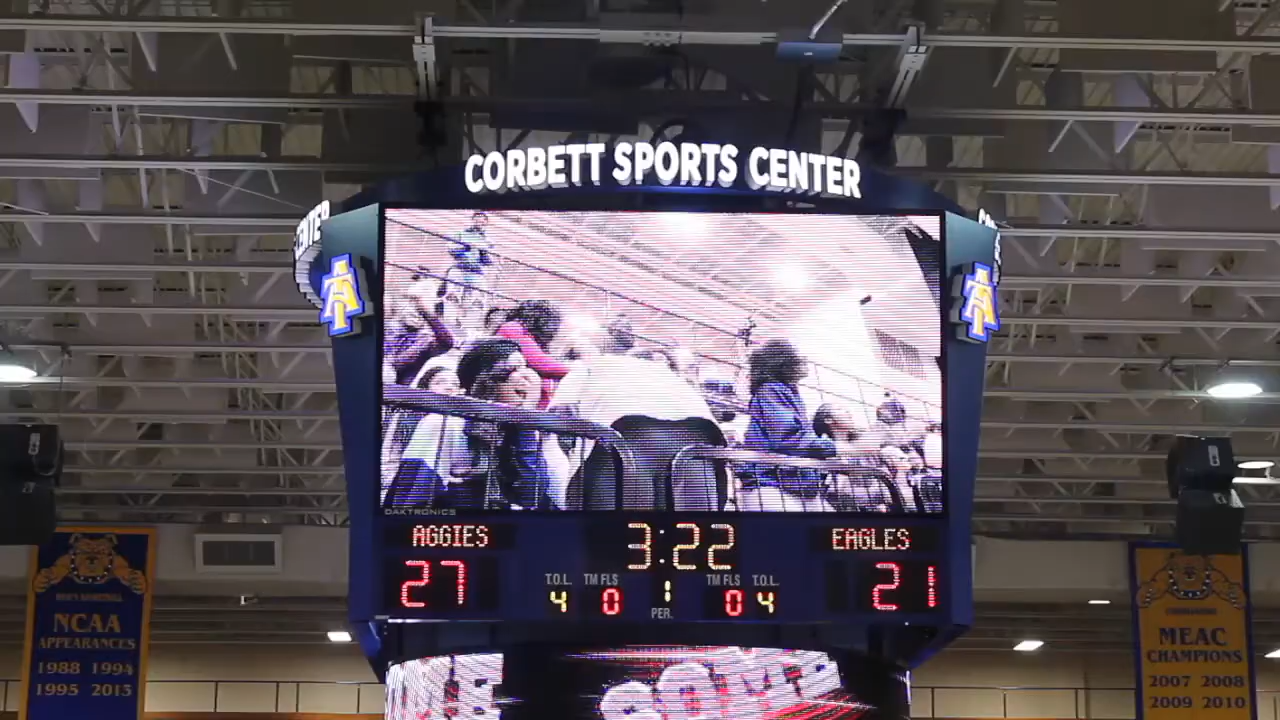 CORBETT SPORTS CENTER
CENTER
DAKTRONICS
AGGIES 3:22 EAGLES
27 T.O.L. TM FLS TM FLS T.O.L. 21
4 0 1 0 4
PER.
NCAA
APPEARANCES
1988 1994
1995 2013
MEAC
CHAMPIONS
2007 2008
2009 2010